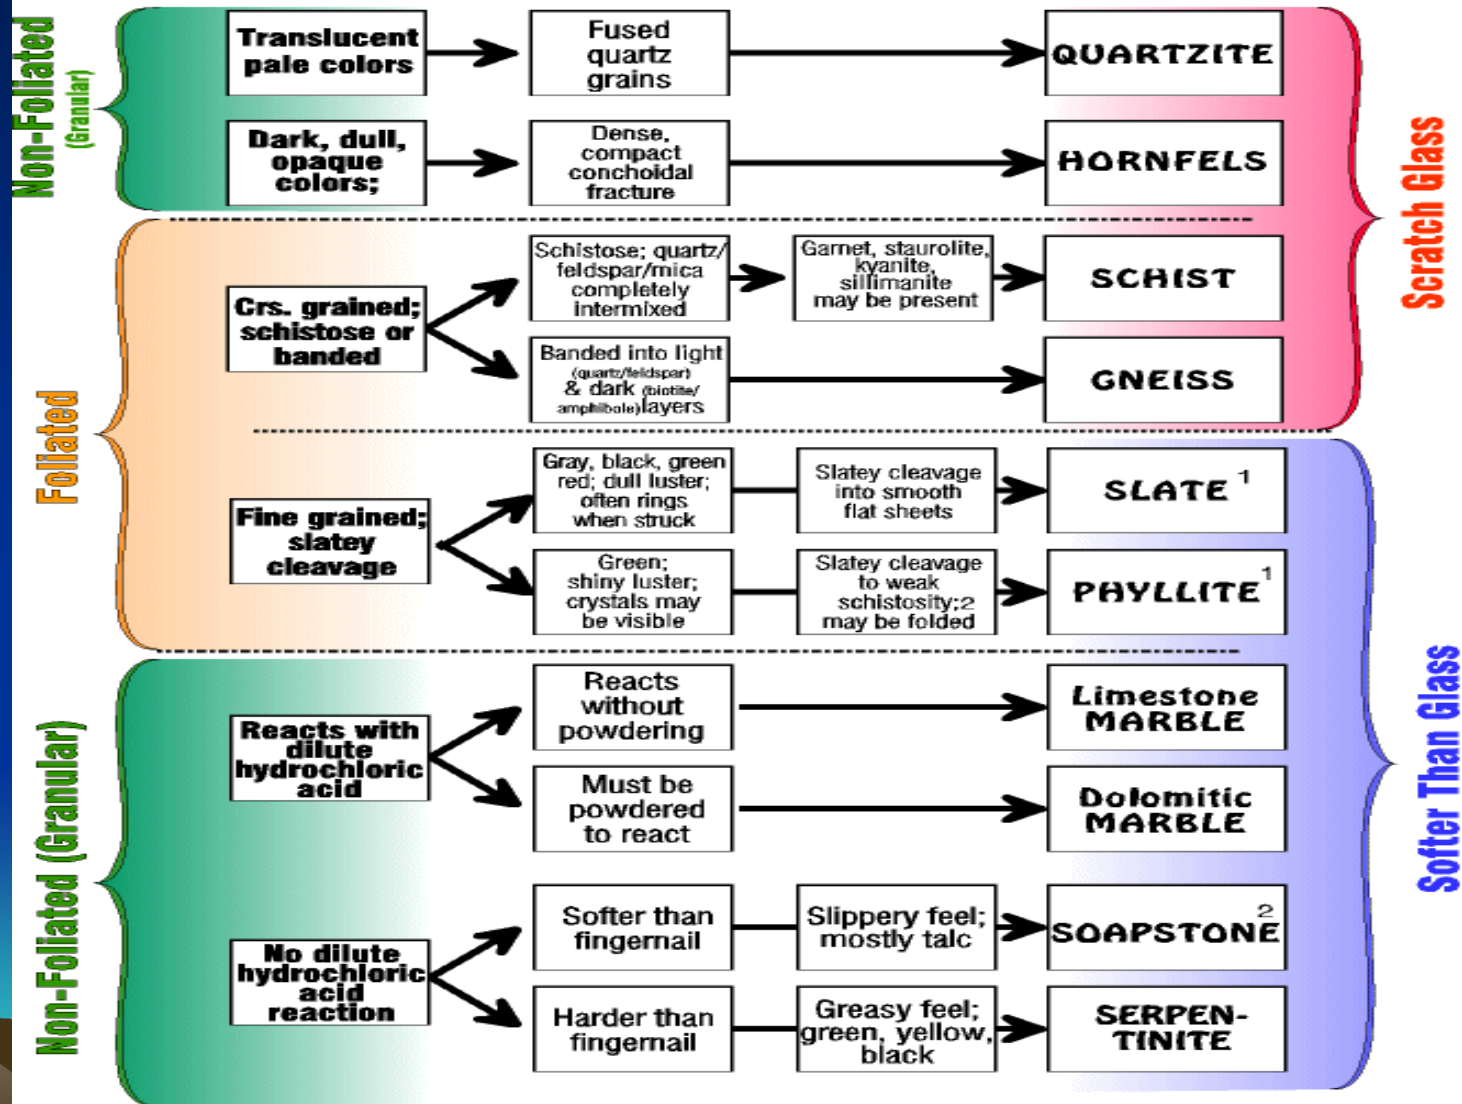 Non-Foliated
(Granular)
Translucent
pale colors
Fused
quartz
grains
QUARTZITE
Dark, dull,
opaque
colors;
Dense,
compact
conchoidal
fracture
HORNFELS
Scratch Glass
Foliated
Crs. grained;
schistose or
banded
Schistose; quartz/
feldspar/mica
completely
intermixed
Garnet, staurolite,
kyanite,
sillimanite
may be present
SCHIST
Banded into light
(quartz/feldspar)
& dark (biotite/
amphibole)layers
GNEISS
Fine grained;
slatey
cleavage
Gray, black, green
red; dull luster;
often rings
when struck
Slatey cleavage
into smooth
flat sheets
SLATE 1
Green;
shiny luster;
crystals may
be visible
Slatey cleavage
to weak
schistosity;2
may be folded
PHYLLITE 1
Softer Than Glass
Non-Foliated (Granular)
Reacts with
dilute
hydrochloric
acid
Reacts
without
powdering
Limestone
MARBLE
Must be
powdered
to react
Dolomitic
MARBLE
No dilute
hydrochloric
acid
reaction
Softer than
fingernail
Slippery feel;
mostly talc
SOAPSTONE 2
Harder than
fingernail
Greasy feel;
green, yellow,
black
SERPEN-
TINITE